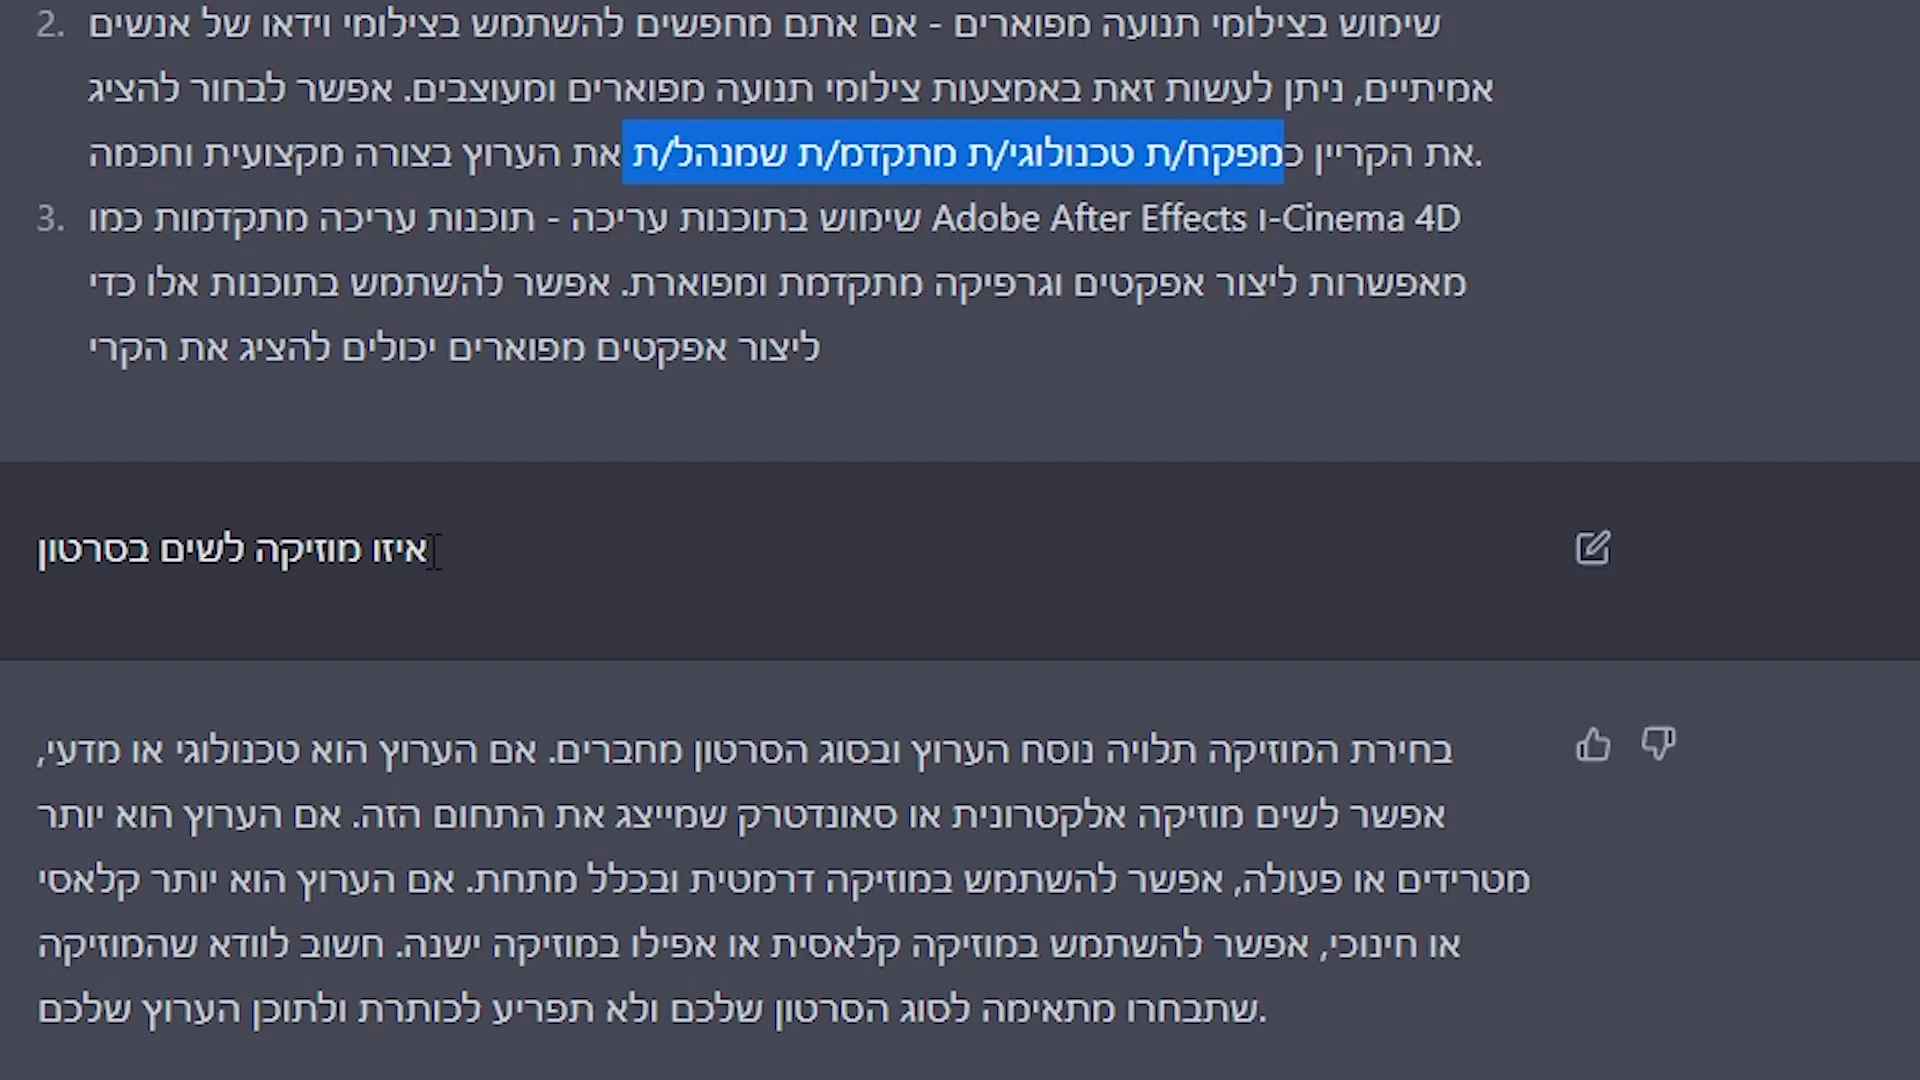 2. שימוש בצילומי תנועה מפוארים - אם אתם מחפשים להשתמש בצילומי וידאו של אנשים
אמיתיים, ניתן לעשות זאת באמצעות צילומי תנועה מפוארים ומעוצבים. אפשר לבחור להציג
את הקריין כמפקח/ת טכנולוגי/ת מתקדמ/ת שמנהל/ת את הערוץ בצורה מקצועית וחכמה.
3. שימוש בתוכנות עריכה - תוכנות עריכה מתקדמות כמו Adobe After Effects ו-Cinema 4D
מאפשרות ליצור אפקטים וגרפיקה מתקדמת ומפוארת. אפשר להשתמש בתוכנות אלו כדי
ליצור אפקטים מפוארים יכולים להציג את הקרי
איזו מוזיקה לשים בסרטון
בחירת המוזיקה תלויה נוסח הערוץ ובסוג הסרטון מחברים. אם הערוץ הוא טכנולוגי או מדעי,
אפשר לשים מוזיקה אלקטרונית או סאונדטרק שמייצג את התחום הזה. אם הערוץ הוא יותר
מטרידים או פעולה, אפשר להשתמש במוזיקה דרמטית ובכלל מתחת. אם הערוץ הוא יותר קלאסי
או חינוכי, אפשר להשתמש במוזיקה קלאסית או אפילו במוזיקה ישנה. חשוב לוודא שהמוזיקה
שתבחרו מתאימה לסוג הסרטון שלכם ולא תפריע לכותרת ולתוכן הערוץ שלכם.